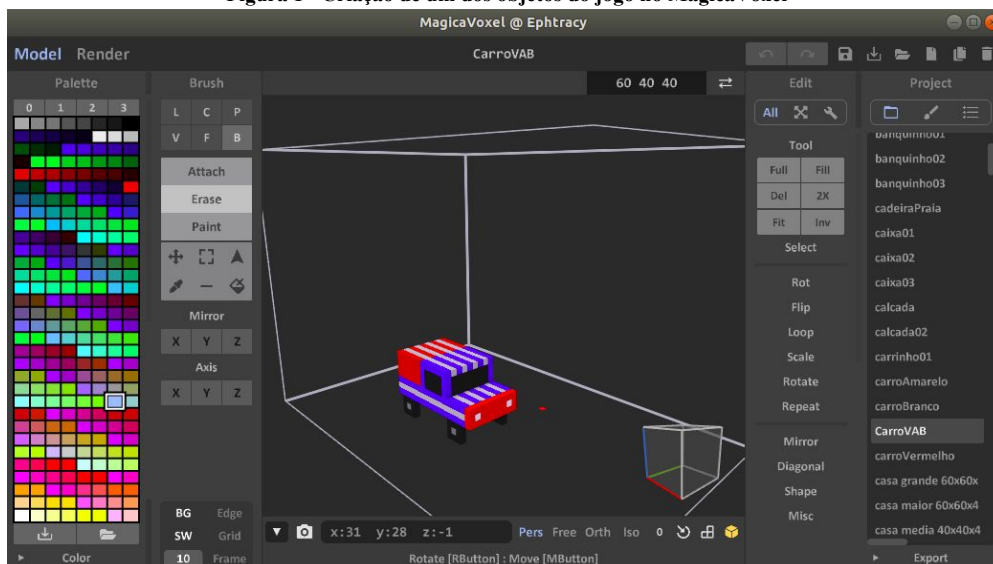 Figura 1 - Criação de um dos objetos do jogo no MagicaVoxel
MagicaVoxel @ Ephtracy
Model Render
CarroVAB
Palette
0 1 2 3
Color
Brush
L C P
V F B
Attach
Erase
Paint
Mirror
X Y Z
Axis
X Y Z
BG Edge
SW Grid
10 Frame
60 40 40
x:31 y:28 z:-1
Pers Free Orth Iso 0
Rotate [RButton] : Move [MButton]
Edit
All
Tool
Full Fill
Del 2X
Fit Inv
Select
Rot
Flip
Loop
Scale
Rotate
Repeat
Mirror
Diagonal
Shape
Misc
Project
banquinho01
banquinho02
banquinho03
cadeiraPraia
caixa01
caixa02
caixa03
calcada
calcada02
carrinho01
carroAmarelo
carroBranco
CarroVAB
carroVermelho
casa grande 60x60x
casa maior 60x60x4
casa media 40x40x4
Export